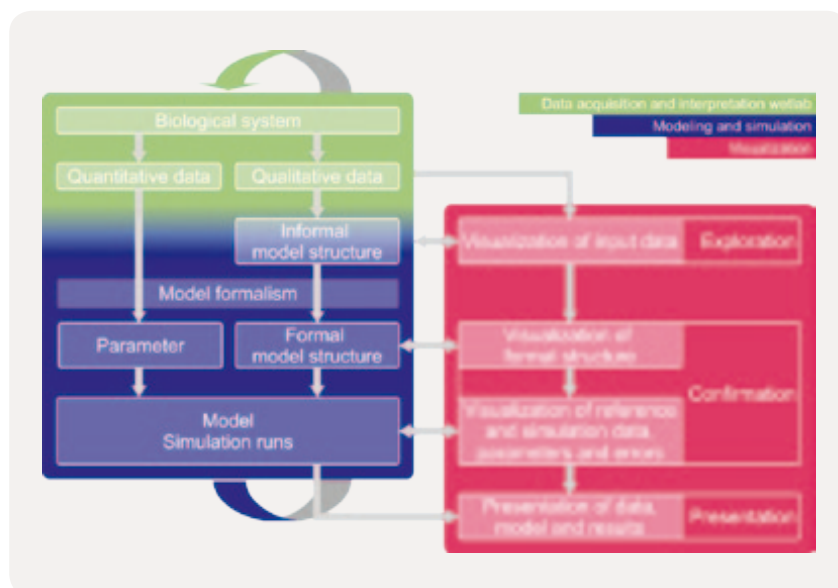 Data acquisition and interpretation wetlab
Modeling and simulation
Visualization
Biological system
Quantitative data
Qualitative data
Informal
model structure
Visualization of input data
Exploration
Model formalism
Parameter
Formal
model structure
Visualization of
formal structure
Confirmation
Model
Simulation runs
Visualization of reference
and simulation data,
parameters and errors
Presentation of data,
model and results
Presentation